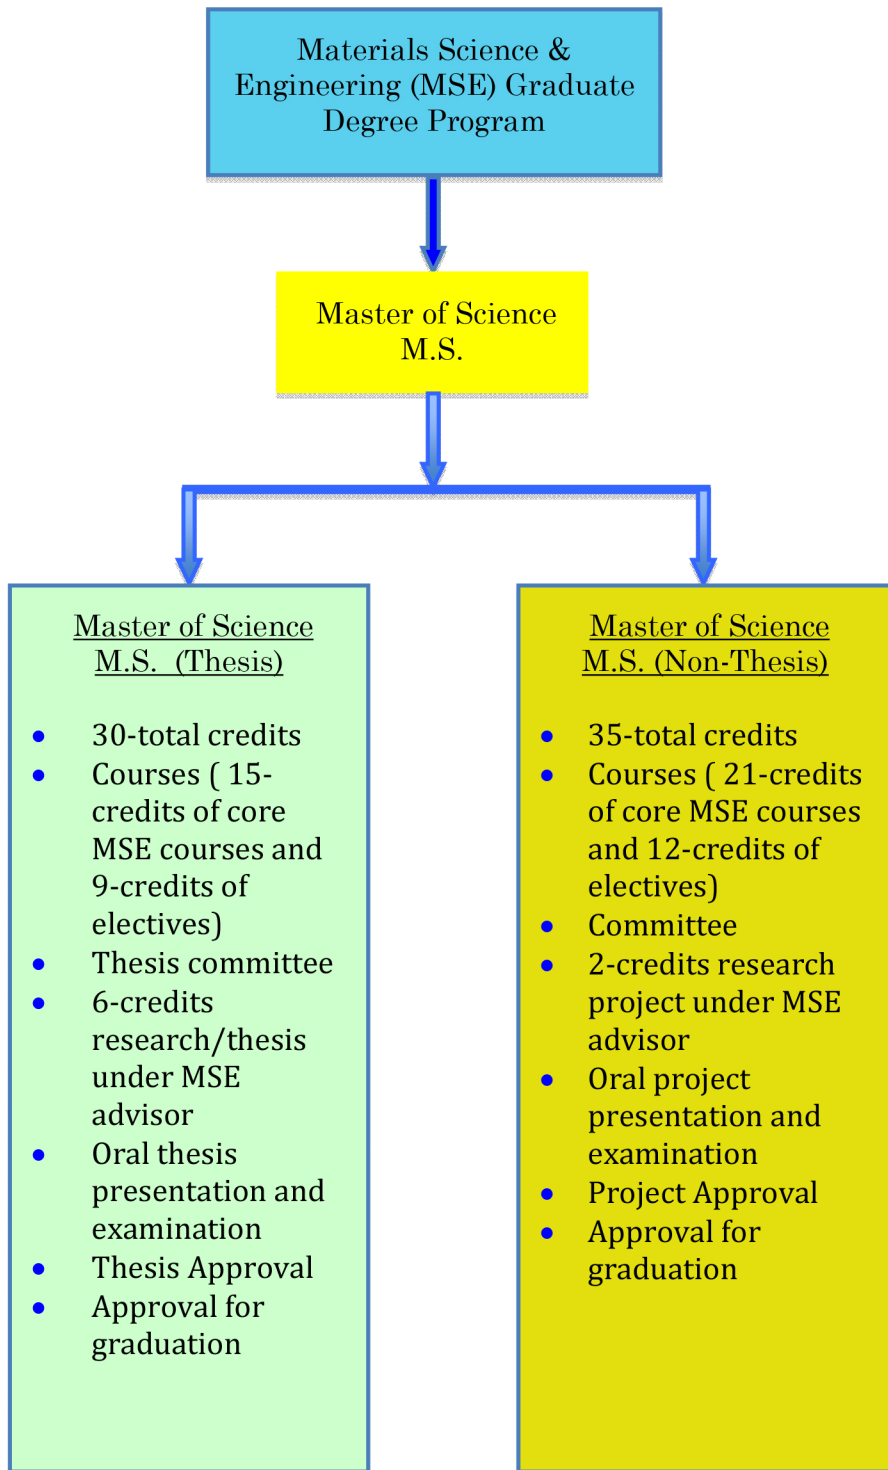 Materials Science &
Engineering (MSE) Graduate
Degree Program
Master of Science
M.S.
Master of Science
M.S.  (Thesis)
• 30-total credits
• Courses ( 15-
credits of core
MSE courses and
9-credits of
electives)
• Thesis committee
• 6-credits
research/thesis
under MSE
advisor
• Oral thesis
presentation and
examination
• Thesis Approval
• Approval for
graduation
Master of Science
M.S. (Non-Thesis)
• 35-total credits
• Courses ( 21-credits
of core MSE courses
and 12-credits of
electives)
• Committee
• 2-credits research
project under MSE
advisor
• Oral project
presentation and
examination
• Project Approval
• Approval for
graduation